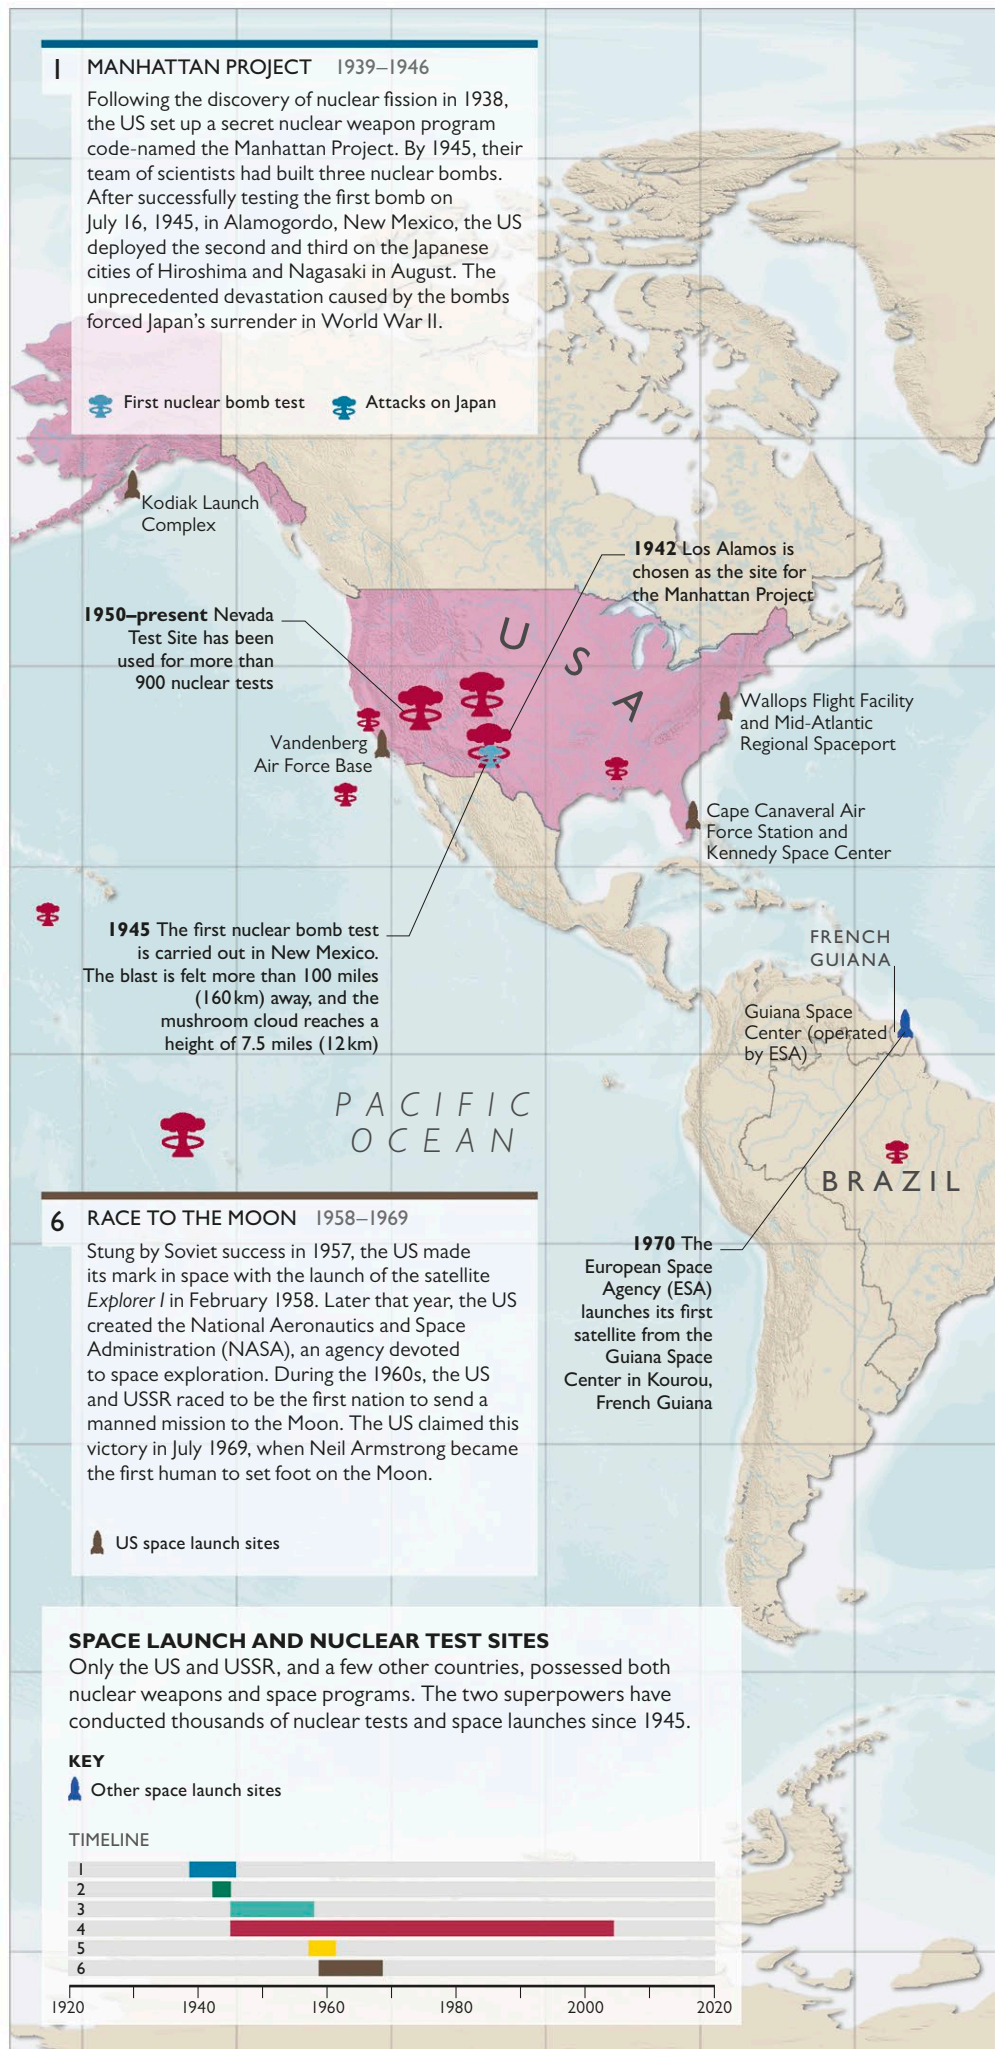 1 MANHATTAN PROJECT 1939–1946
Following the discovery of nuclear fission in 1938,
the US set up a secret nuclear weapon program
code-named the Manhattan Project. By 1945, their
team of scientists had built three nuclear bombs.
After successfully testing the first bomb on
July 16, 1945, in Alamogordo, New Mexico, the US
deployed the second and third on the Japanese
cities of Hiroshima and Nagasaki in August. The
unprecedented devastation caused by the bombs
forced Japan’s surrender in World War II.
First nuclear bomb test Attacks on Japan
Kodiak Launch
Complex
1942 Los Alamos is
chosen as the site for
the Manhattan Project
1950–present Nevada
Test Site has been
used for more than
900 nuclear tests
U S A
Vandenberg
Air Force Base
Wallops Flight Facility
and Mid-Atlantic
Regional Spaceport
Cape Canaveral Air
Force Station and
Kennedy Space Center
1945 The first nuclear bomb test
is carried out in New Mexico.
The blast is felt more than 100 miles
(160 km) away, and the
mushroom cloud reaches a
height of 7.5 miles (12 km)
FRENCH
GUIANA
Guiana Space
Center (operated
by ESA)
PACIFIC
OCEAN
BRAZIL
6 RACE TO THE MOON 1958–1969
Stung by Soviet success in 1957, the US made
its mark in space with the launch of the satellite
Explorer I in February 1958. Later that year, the US
created the National Aeronautics and Space
Administration (NASA), an agency devoted
to space exploration. During the 1960s, the US
and USSR raced to be the first nation to send a
manned mission to the Moon. The US claimed this
victory in July 1969, when Neil Armstrong became
the first human to set foot on the Moon.
US space launch sites
1970 The
European Space
Agency (ESA)
launches its first
satellite from the
Guiana Space
Center in Kourou,
French Guiana
SPACE LAUNCH AND NUCLEAR TEST SITES
Only the US and USSR, and a few other countries, possessed both
nuclear weapons and space programs. The two superpowers have
conducted thousands of nuclear tests and space launches since 1945.
KEY
Other space launch sites
TIMELINE
1
2
3
4
5
6
1920 1940 1960 1980 2000 2020